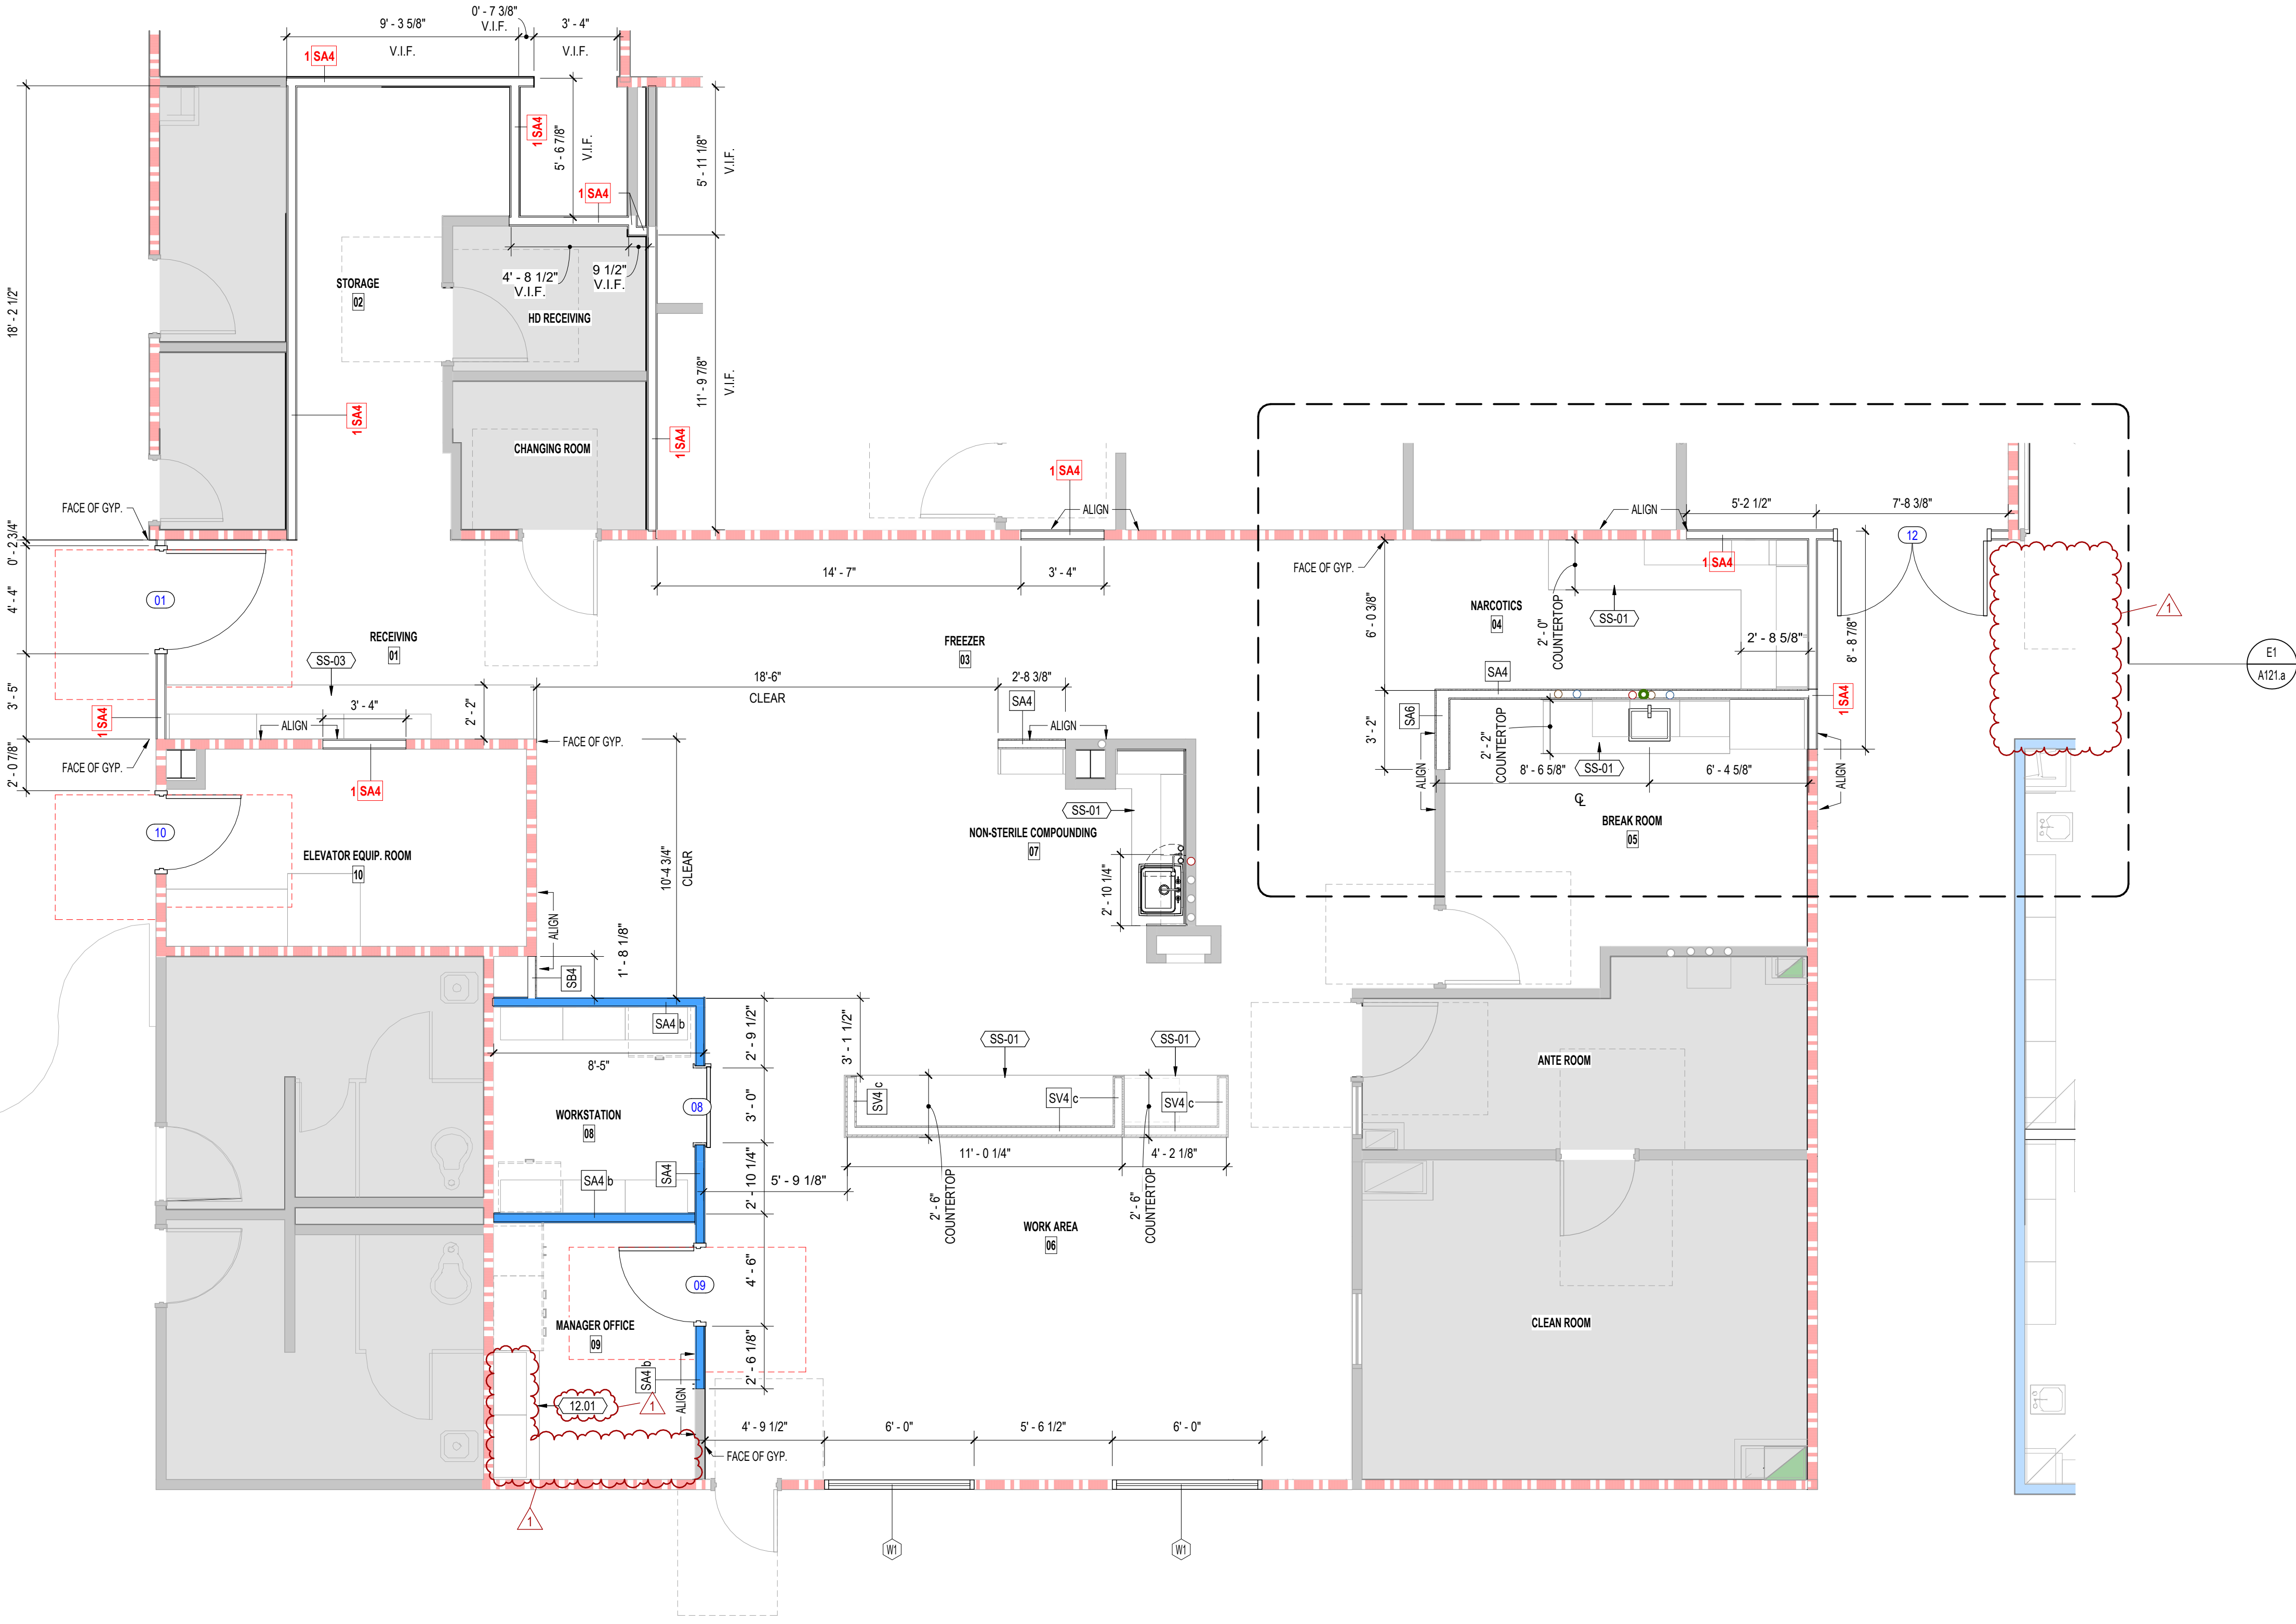 0' - 7 3/8"
V.I.F.
9' - 3 5/8"
V.I.F.
3' - 4"
V.I.F.
1 SA4
1 SA4
5' - 6 7/8"
V.I.F.
1 SA4
5' - 11 1/8"
V.I.F.
18' - 2 1/2"
4' - 8 1/2"
V.I.F.
9 1/2"
V.I.F.
STORAGE
02
HD RECEIVING
11' - 9 7/8"
V.I.F.
1 SA4
1 SA4
CHANGING ROOM
1 SA4
FACE OF GYP.
ALIGN
ALIGN
5'-2 1/2"
7'-8 3/8"
12
0' - 2 3/4"
4' - 4"
3' - 5"
2' - 0 7/8"
01
14' - 7"
3' - 4"
FACE OF GYP.
1 SA4
6' - 0 3/8"
NARCOTICS
04
2' - 0"
COUNTERTOP
SS-01
2' - 8 5/8"
8' - 8 7/8"
1
RECEIVING
01
FREEZER
03
E1
A121.a
SS-03
18'-6"
CLEAR
2'-8 3/8"
SA4
SA4
1 SA4
1 SA4
3' - 4"
2' - 2"
ALIGN
ALIGN
FACE OF GYP.
FACE OF GYP.
SA6
3' - 2"
2' - 2"
COUNTERTOP
SS-01
8' - 6 5/8"
6' - 4 5/8"
ALIGN
ALIGN
CL
1 SA4
BREAK ROOM
05
10
SS-01
NON-STERILE COMPOUNDING
07
ELEVATOR EQUIP. ROOM
10
10'-4 3/4"
CLEAR
2' - 10 1/4"
ALIGN
1' - 8 1/8"
SB4
SA4 b
2' - 9 1/2"
3' - 1 1/2"
SS-01
SS-01
8'-5"
ANTE ROOM
SV4 c
SV4 c
SV4 c
08
3' - 0"
WORKSTATION
08
11' - 0 1/4"
4' - 2 1/8"
SA4 b
SA4
2' - 10 1/4"
5' - 9 1/8"
2' - 6"
COUNTERTOP
2' - 6"
COUNTERTOP
WORK AREA
06
4' - 6"
09
MANAGER OFFICE
09
CLEAN ROOM
2' - 6 1/8"
SA4 b
ALIGN
12.01
1
4' - 9 1/2"
6' - 0"
5' - 6 1/2"
6' - 0"
FACE OF GYP.
1
W1
W1